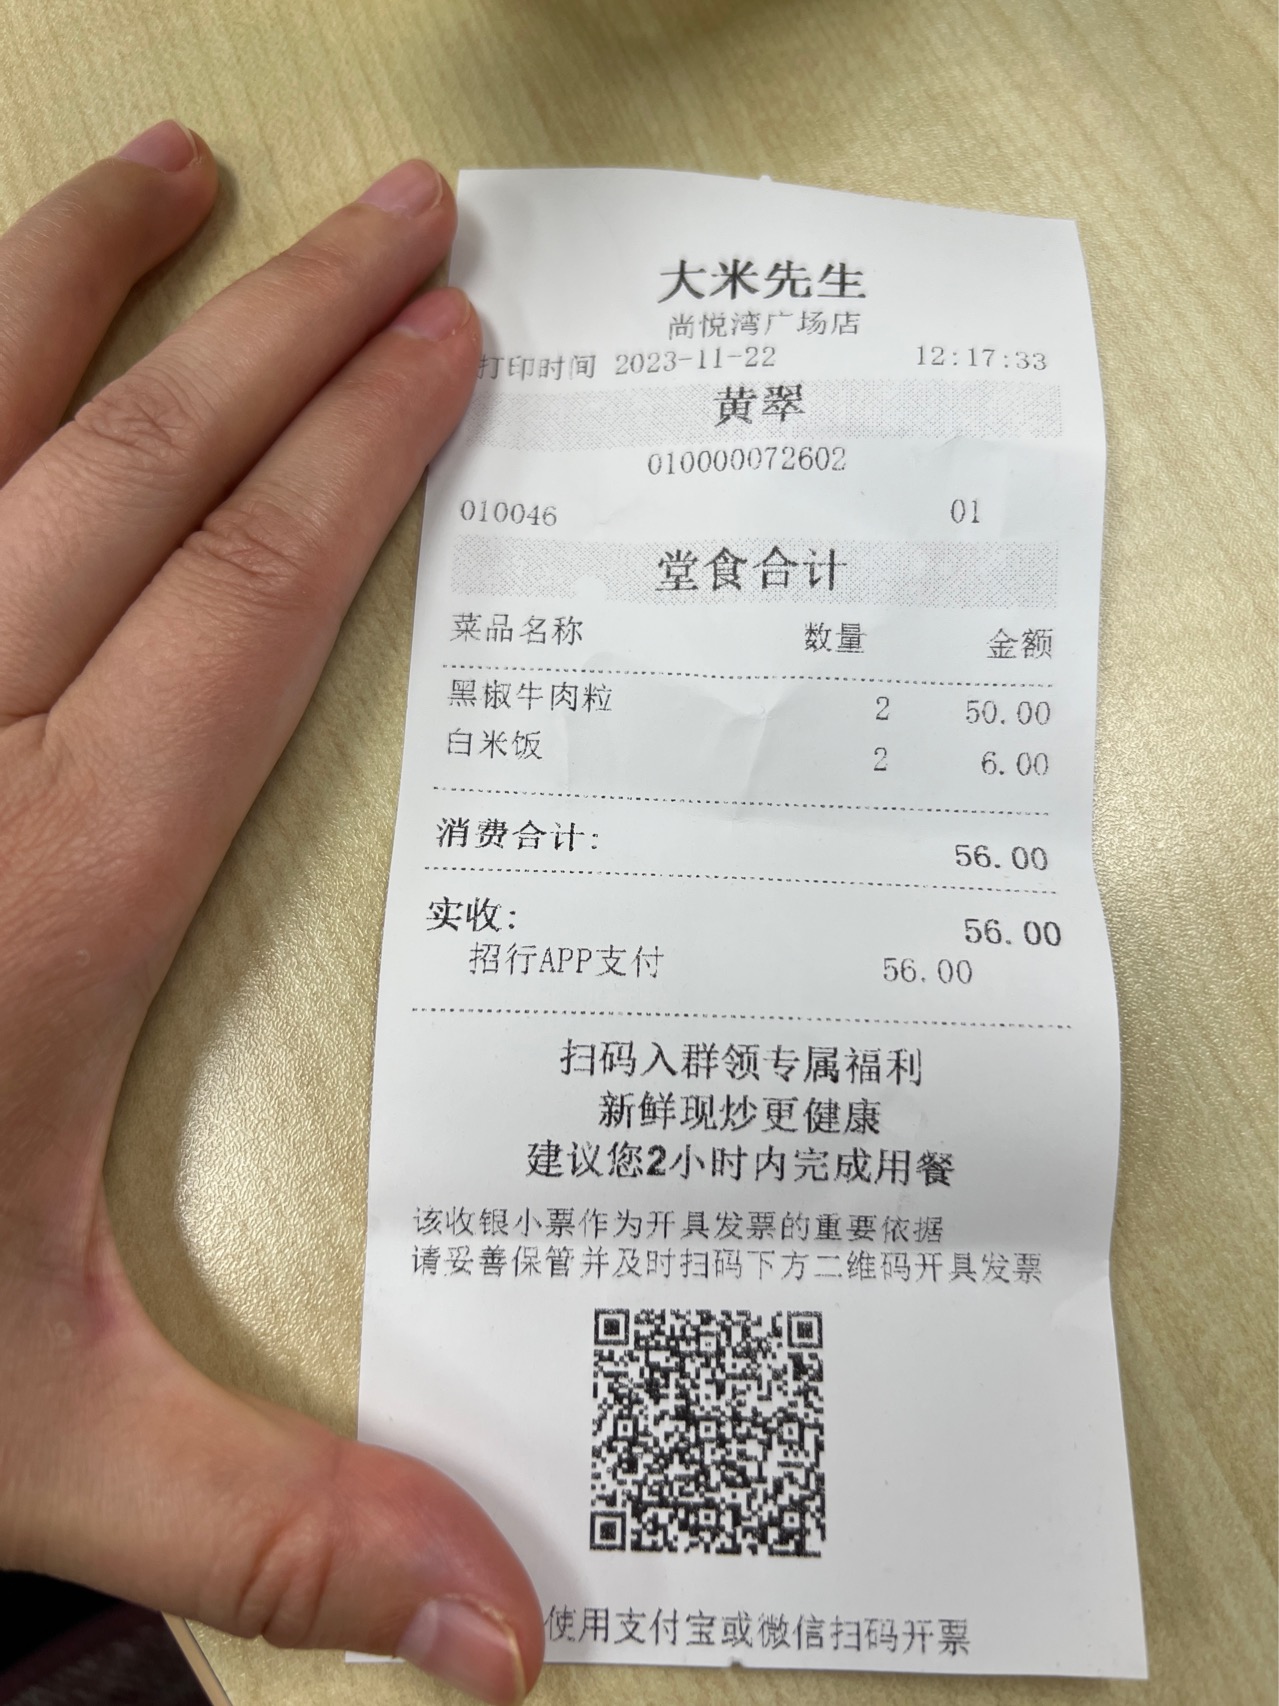 大米先生
尚悦湾广场店
打印时间 2023-11-22 12:17:33
黄翠
010000072602
010046 01
堂食合计
菜品名称 数量 金额
黑椒牛肉粒 2 50.00
白米饭 2 6.00
消费合计: 56.00
实收: 56.00
招行APP支付 56.00
扫码入群领专属福利
新鲜现炒更健康
建议您2小时内完成用餐
该收银小票作为开具发票的重要依据
请妥善保管并及时扫码下方二维码开具发票
使用支付宝或微信扫码开票